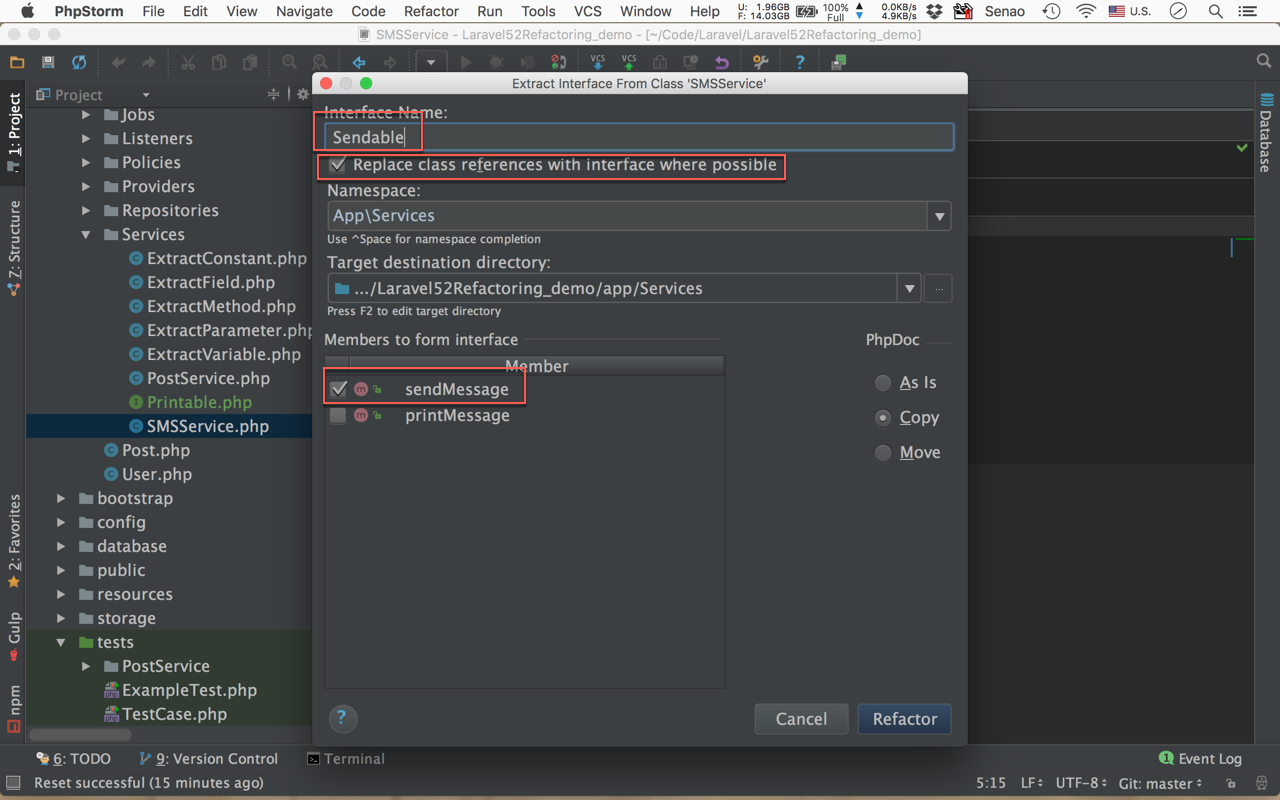 PhpStorm File Edit View Navigate Code Refactor Run Tools VCS Window Help U: 1.96GB F: 14.03GB 100% Full 0.0KB/s 4.9KB/s Senao U.S.
SMSService - Laravel52Refactoring_demo - [~/Code/Laravel/Laravel52Refactoring_demo]
VCS VCS
Extract Interface From Class 'SMSService'
1: Project
7: Structure
2: Favorites
Gulp
npm
Project
Jobs
Listeners
Policies
Providers
Repositories
Services
ExtractConstant.php
ExtractField.php
ExtractMethod.php
ExtractParameter.php
ExtractVariable.php
PostService.php
Printable.php
SMSService.php
Post.php
User.php
bootstrap
config
database
public
resources
storage
tests
PostService
ExampleTest.php
TestCase.php
Interface Name:
Sendable
Replace class references with interface where possible
Namespace:
App\Services
Use ^Space for namespace completion
Target destination directory:
.../Laravel52Refactoring_demo/app/Services
...
Press F2 to edit target directory
Members to form interface
Member
m sendMessage
m printMessage
PhpDoc
As Is
Copy
Move
?
Cancel
Refactor
Database
6: TODO 9: Version Control Terminal 1 Event Log
Reset successful (15 minutes ago) 5:15 LF UTF-8 Git: master